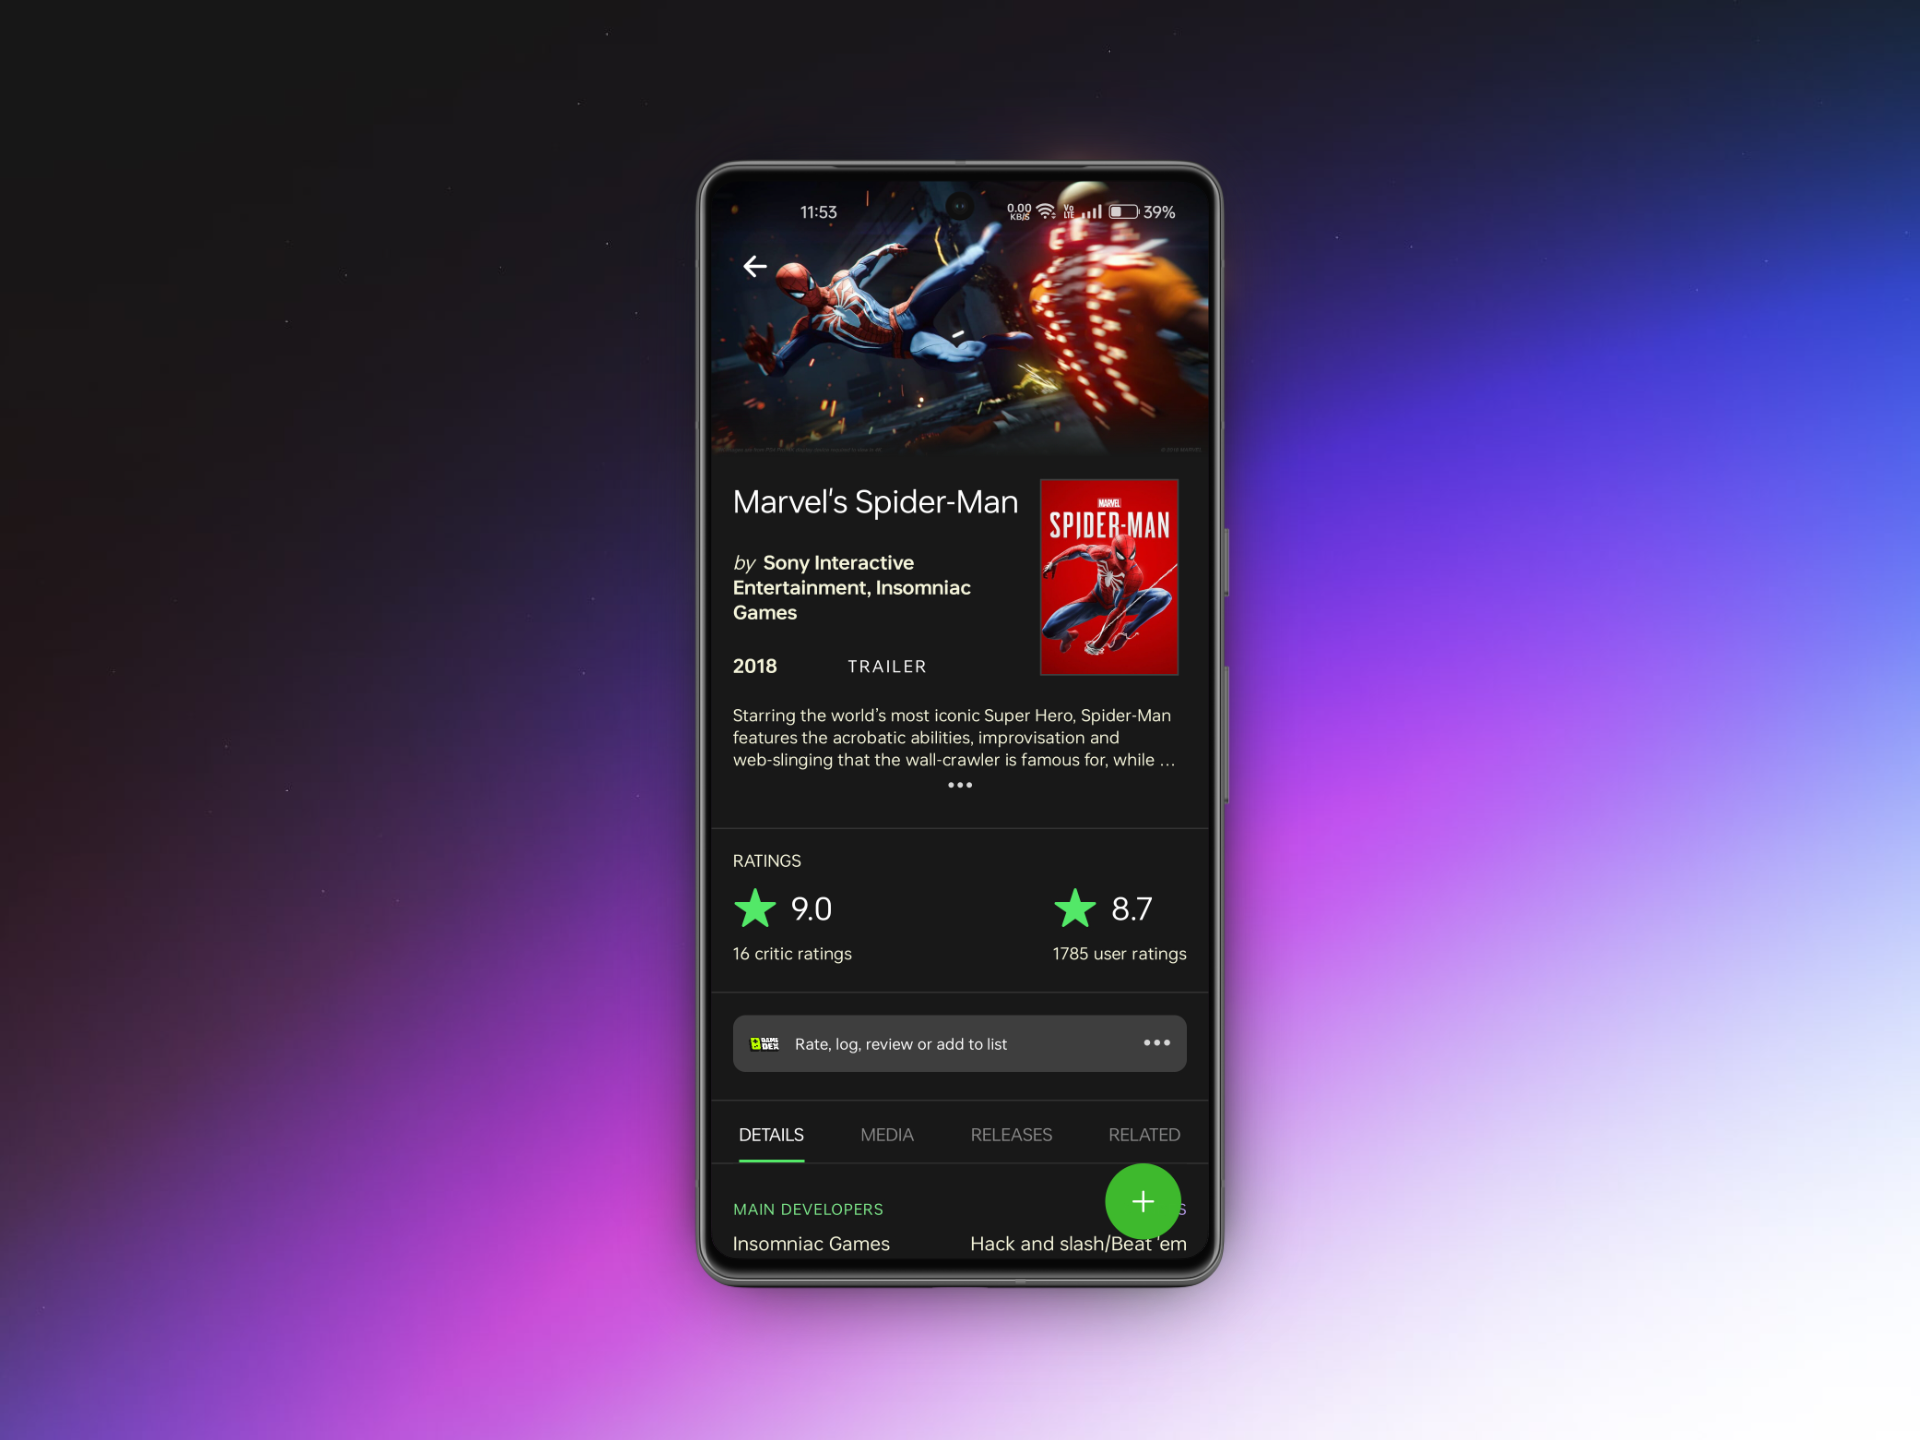 11:53 0.00 KB/S Vo LTE 39%
Marvel's Spider-Man
MARVEL
SPIDER-MAN
by Sony Interactive
Entertainment, Insomniac
Games
2018 TRAILER
Starring the world's most iconic Super Hero, Spider-Man
features the acrobatic abilities, improvisation and
web-slinging that the wall-crawler is famous for, while ...
RATINGS
9.0 8.7
16 critic ratings 1785 user ratings
GAME DEX Rate, log, review or add to list
DETAILS MEDIA RELEASES RELATED
MAIN DEVELOPERS S
Insomniac Games Hack and slash/Beat 'em